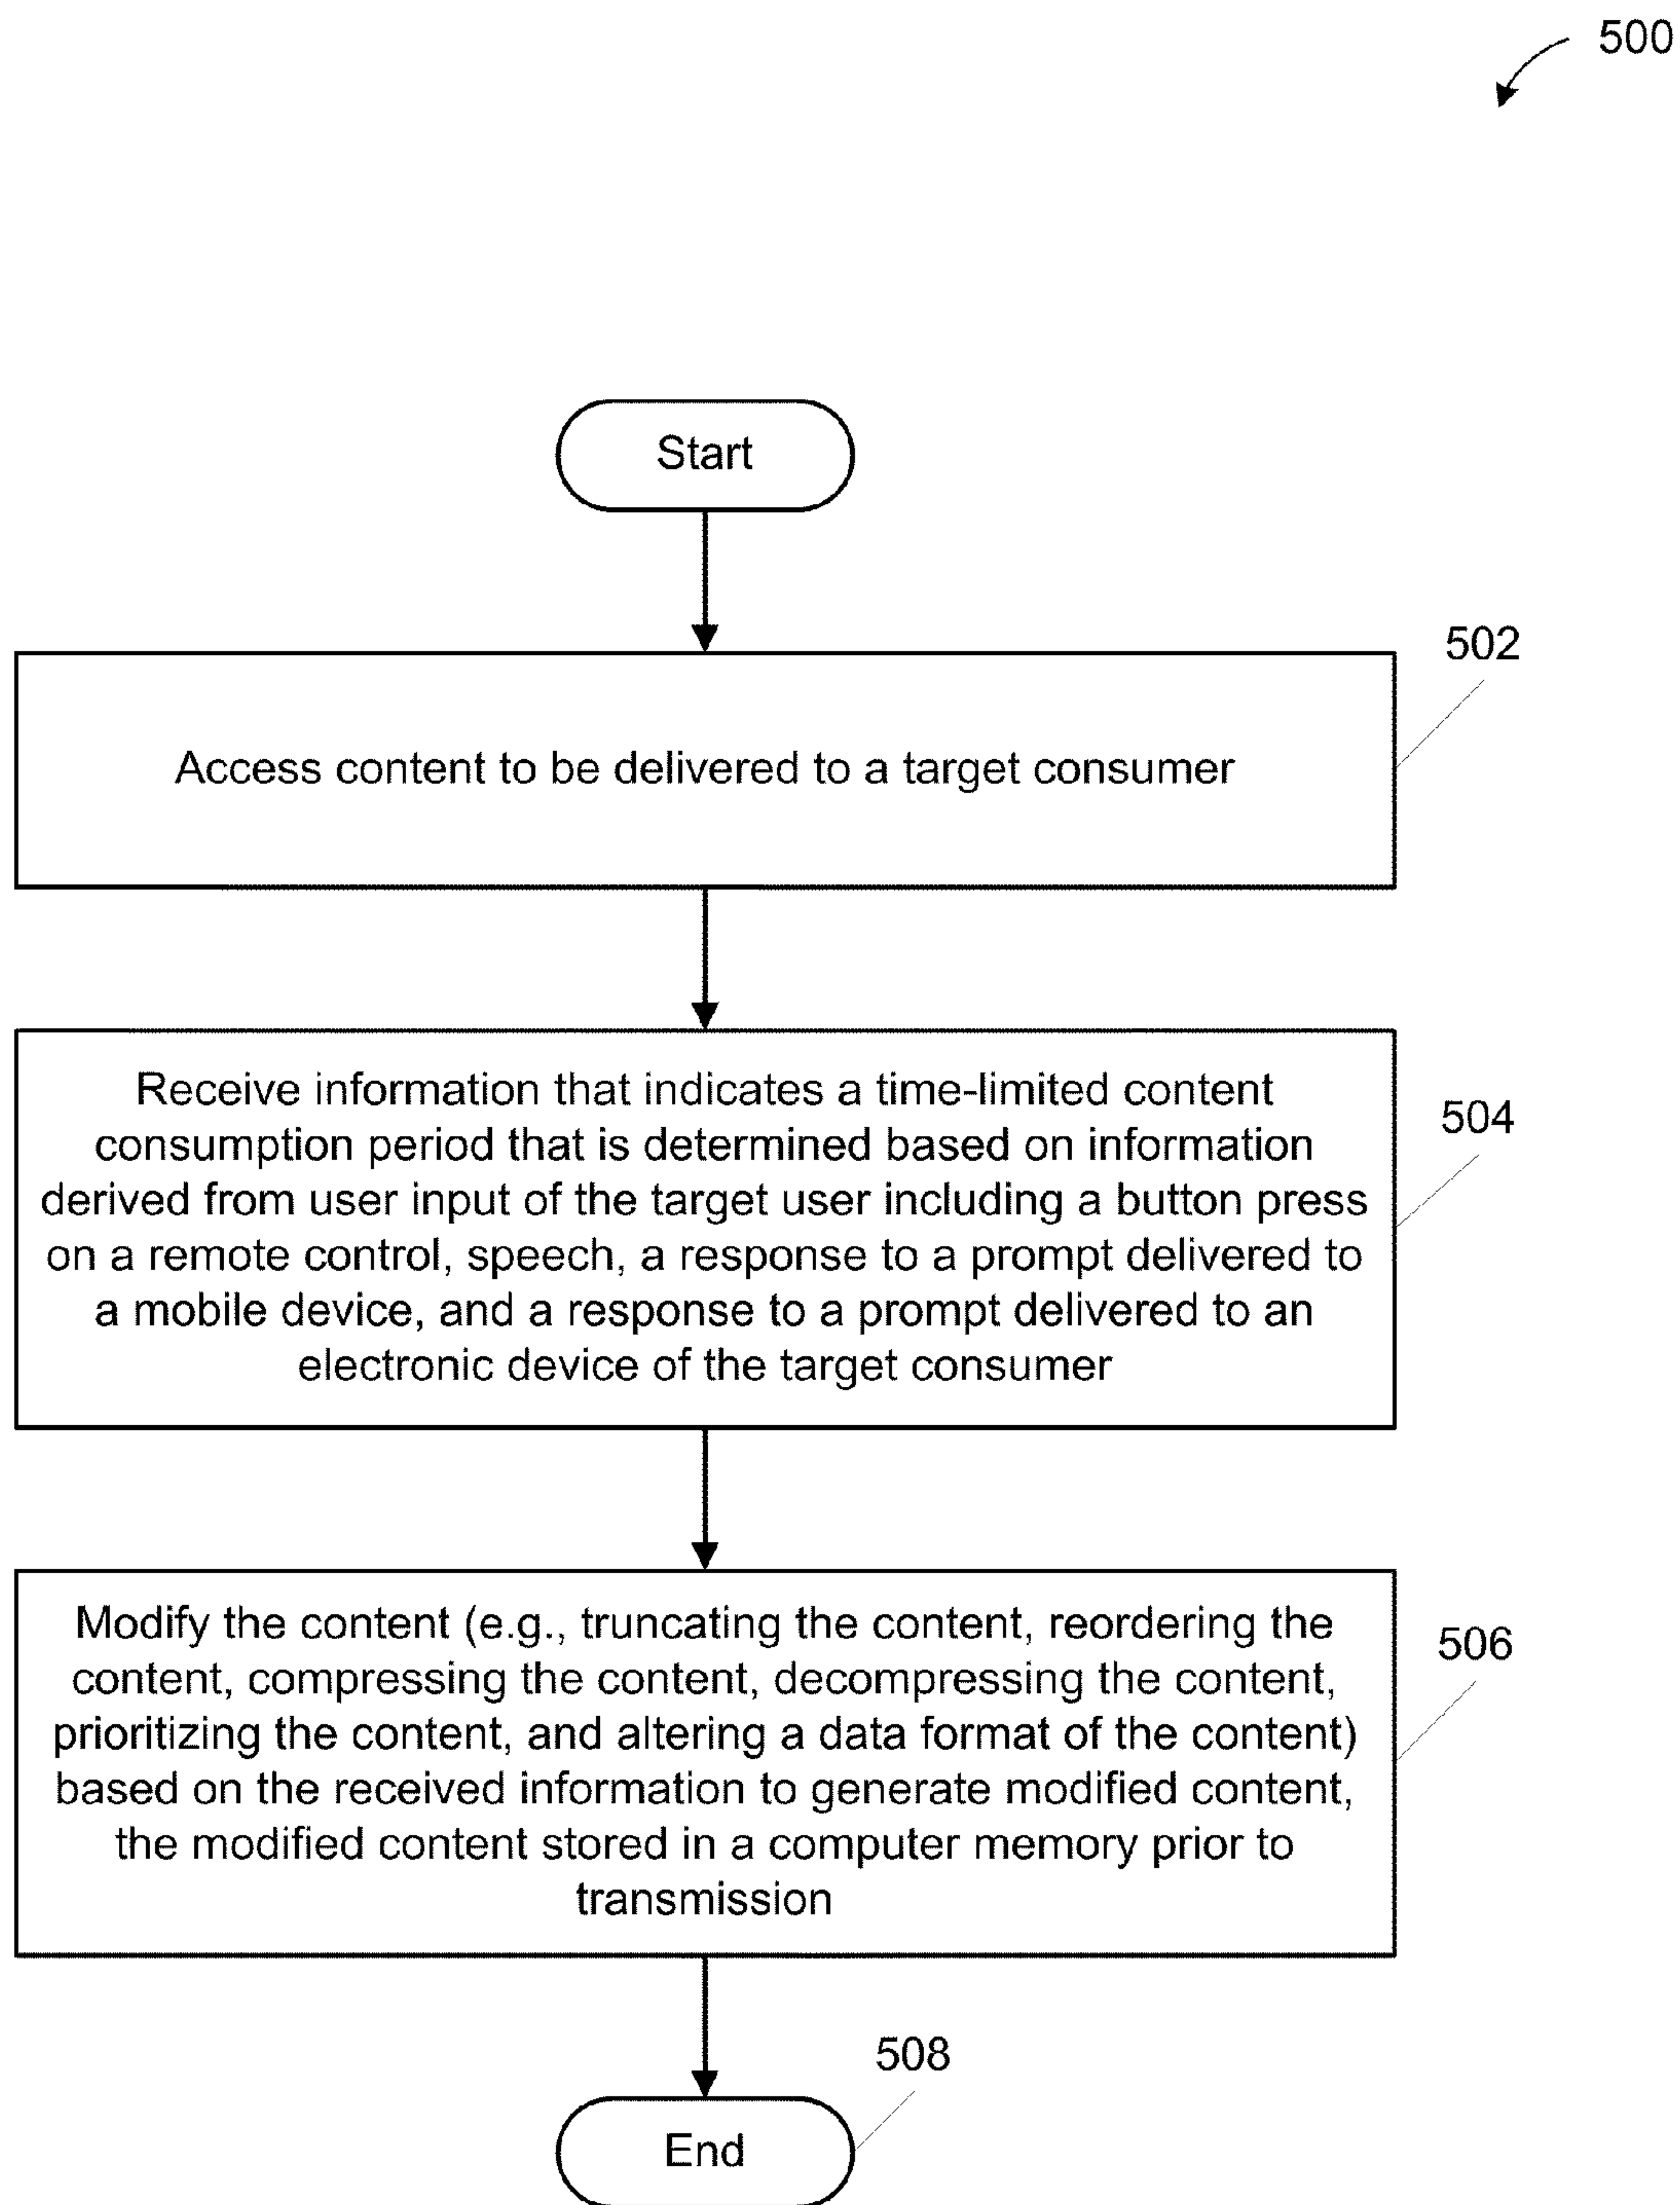 500
Start
502
Access content to be delivered to a target consumer
504
Receive information that indicates a time-limited content
consumption period that is determined based on information
derived from user input of the target user including a button press
on a remote control, speech, a response to a prompt delivered to
a mobile device, and a response to a prompt delivered to an
electronic device of the target consumer
506
Modify the content (e.g., truncating the content, reordering the
content, compressing the content, decompressing the content,
prioritizing the content, and altering a data format of the content)
based on the received information to generate modified content,
the modified content stored in a computer memory prior to
transmission
508
End